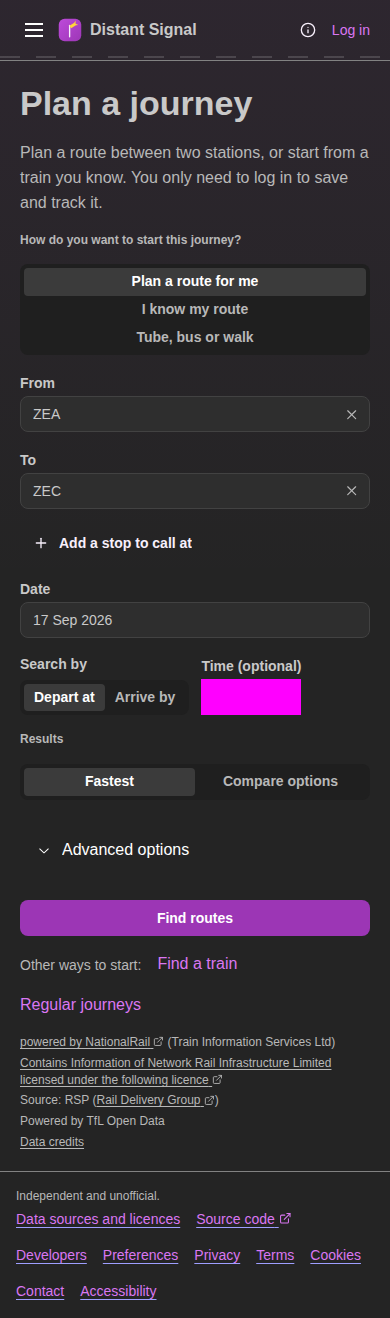 Distant Signal
Log in
Plan a journey
Plan a route between two stations, or start from a
train you know. You only need to log in to save
and track it.
How do you want to start this journey?
Plan a route for me
I know my route
Tube, bus or walk
From
ZEA
To
ZEC
Add a stop to call at
Date
17 Sep 2026
Search by
Time (optional)
Depart at
Arrive by
Results
Fastest
Compare options
Advanced options
Find routes
Other ways to start:
Find a train
Regular journeys
powered by NationalRail (Train Information Services Ltd)
Contains Information of Network Rail Infrastructure Limited
licensed under the following licence
Source: RSP (Rail Delivery Group)
Powered by TfL Open Data
Data credits
Independent and unofficial.
Data sources and licences
Source code
Developers
Preferences
Privacy
Terms
Cookies
Contact
Accessibility